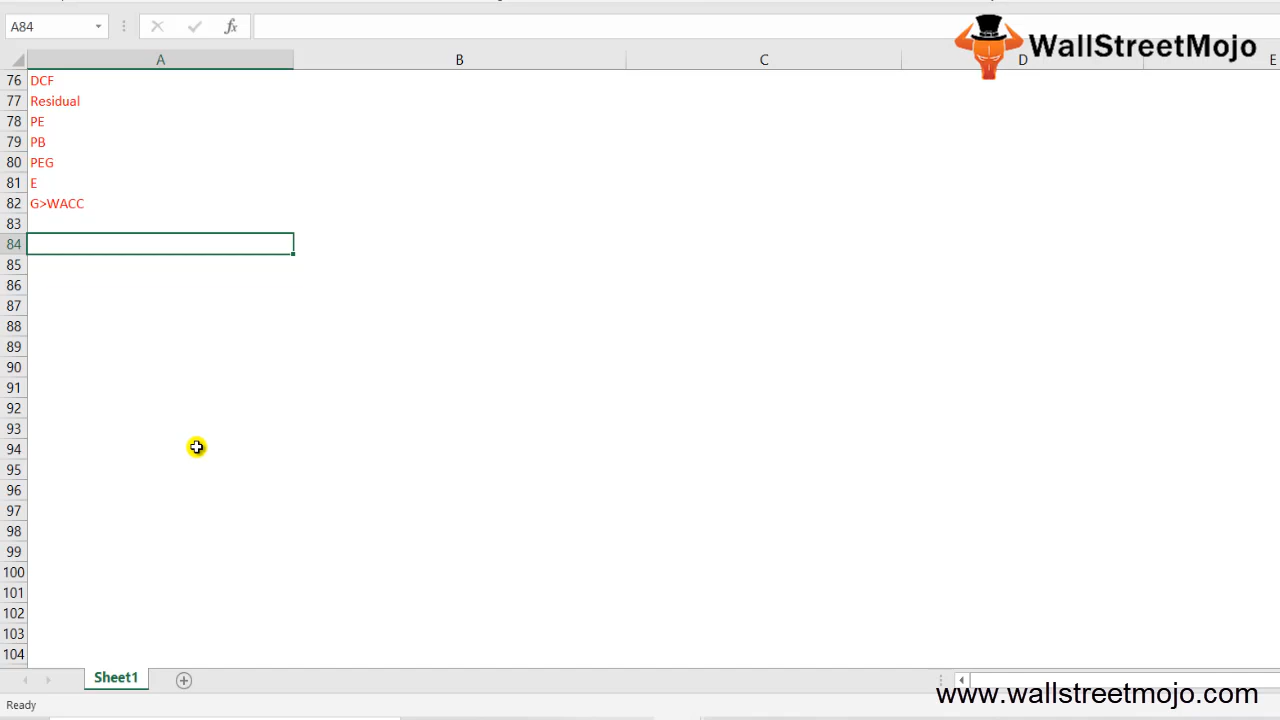 A84
fx
WallStreetMojo
A B C D E
76 DCF
77 Residual
78 PE
79 PB
80 PEG
81 E
82 G>WACC
83
84
85
86
87
88
89
90
91
92
93
94
95
96
97
98
99
100
101
102
103
104
Sheet1
www.wallstreetmojo.com
Ready